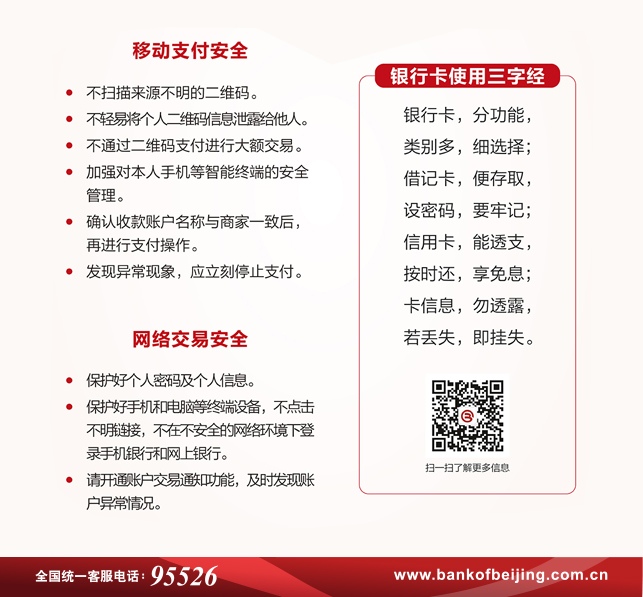 移动支付安全
不扫描来源不明的二维码。
不轻易将个人二维码信息泄露给他人。
不通过二维码支付进行大额交易。
加强对本人手机等智能终端的安全
管理。
确认收款账户名称与商家一致后，
再进行支付操作。
发现异常现象，应立刻停止支付。
网络交易安全
保护好个人密码及个人信息。
保护好手机和电脑等终端设备，不点击
不明链接，不在不安全的网络环境下登
录手机银行和网上银行。
请开通账户交易通知功能，及时发现账
户异常情况。
银行卡使用三字经
银行卡，分功能，
类别多，细选择；
借记卡，便存取，
设密码，要牢记；
信用卡，能透支，
按时还，享免息；
卡信息，勿透露，
若丢失，即挂失。
扫一扫了解更多信息
全国统一客服电话：95526
www.bankofbeijing.com.cn